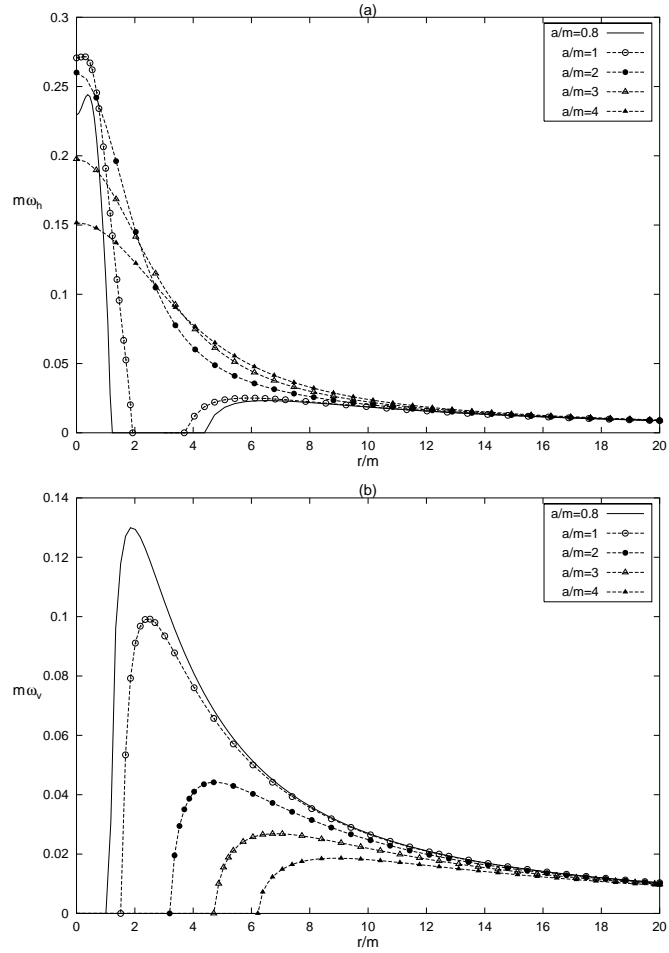 (a)
0.3
0.25
0.2
0.15
0.1
0.05
0
mω_h
0 2 4 6 8 10 12 14 16 18 20
r/m
a/m=0.8
a/m=1
a/m=2
a/m=3
a/m=4
(b)
0.14
0.12
0.1
0.08
0.06
0.04
0.02
0
mω_v
0 2 4 6 8 10 12 14 16 18 20
r/m
a/m=0.8
a/m=1
a/m=2
a/m=3
a/m=4